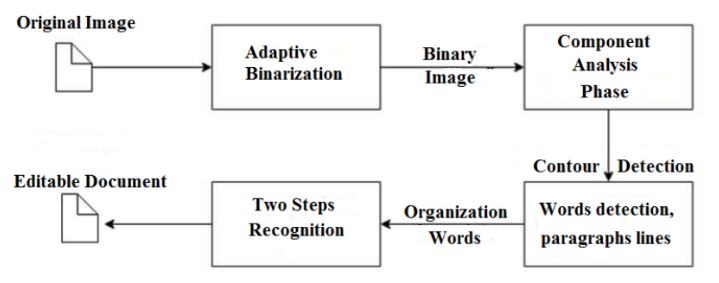 Original Image
Adaptive
Binarization
Binary
Image
Component
Analysis
Phase
Contour Detection
Words detection,
paragraphs lines
Organization
Words
Two Steps
Recognition
Editable Document